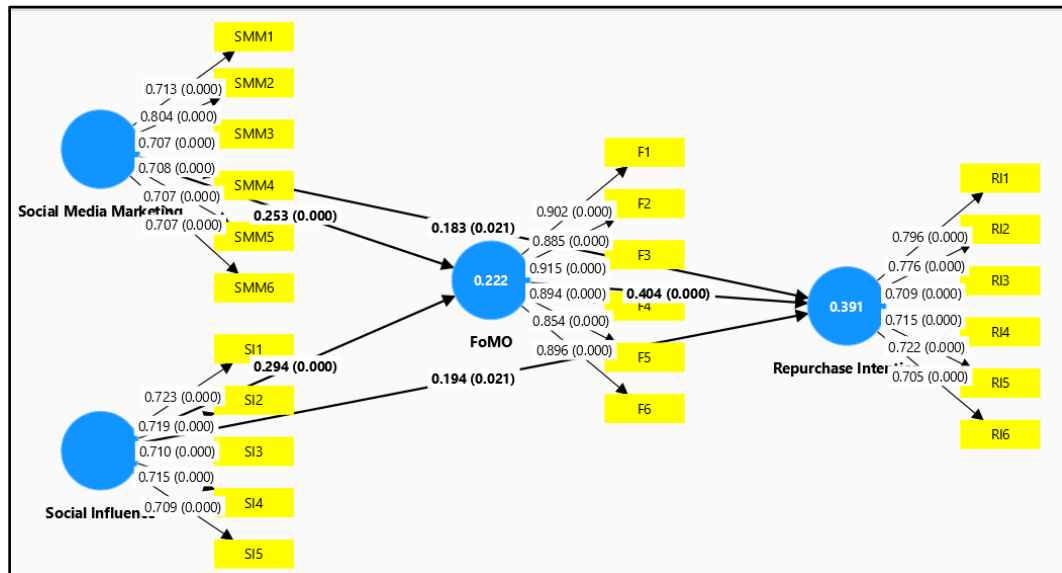 SMM1
SMM2
SMM3
SMM4
SMM5
SMM6
0.713 (0.000)
0.804 (0.000)
0.707 (0.000)
0.708 (0.000)
0.707 (0.000)
0.707 (0.000)
Social Media Marketing
0.253 (0.000)
0.183 (0.021)
SI1
SI2
SI3
SI4
SI5
0.723 (0.000)
0.719 (0.000)
0.710 (0.000)
0.715 (0.000)
0.709 (0.000)
Social Influence
0.294 (0.000)
0.194 (0.021)
0.222
FoMO
F1
F2
F3
F4
F5
F6
0.902 (0.000)
0.885 (0.000)
0.915 (0.000)
0.894 (0.000)
0.854 (0.000)
0.896 (0.000)
0.404 (0.000)
0.391
Repurchase Intention
RI1
RI2
RI3
RI4
RI5
RI6
0.796 (0.000)
0.776 (0.000)
0.709 (0.000)
0.715 (0.000)
0.722 (0.000)
0.705 (0.000)